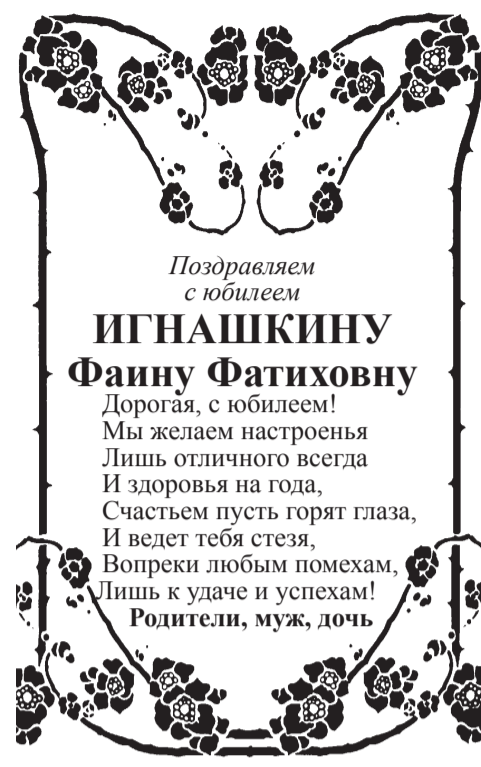 Поздравляем
с юбилеем
ИГНАШКИНУ
Фаину Фатиховну
Дорогая, с юбилеем!
Мы желаем настроенья
Лишь отличного всегда
И здоровья на года,
Счастьем пусть горят глаза,
И ведет тебя стезя,
Вопреки любым помехам,
Лишь к удаче и успехам!
Родители, муж, дочь